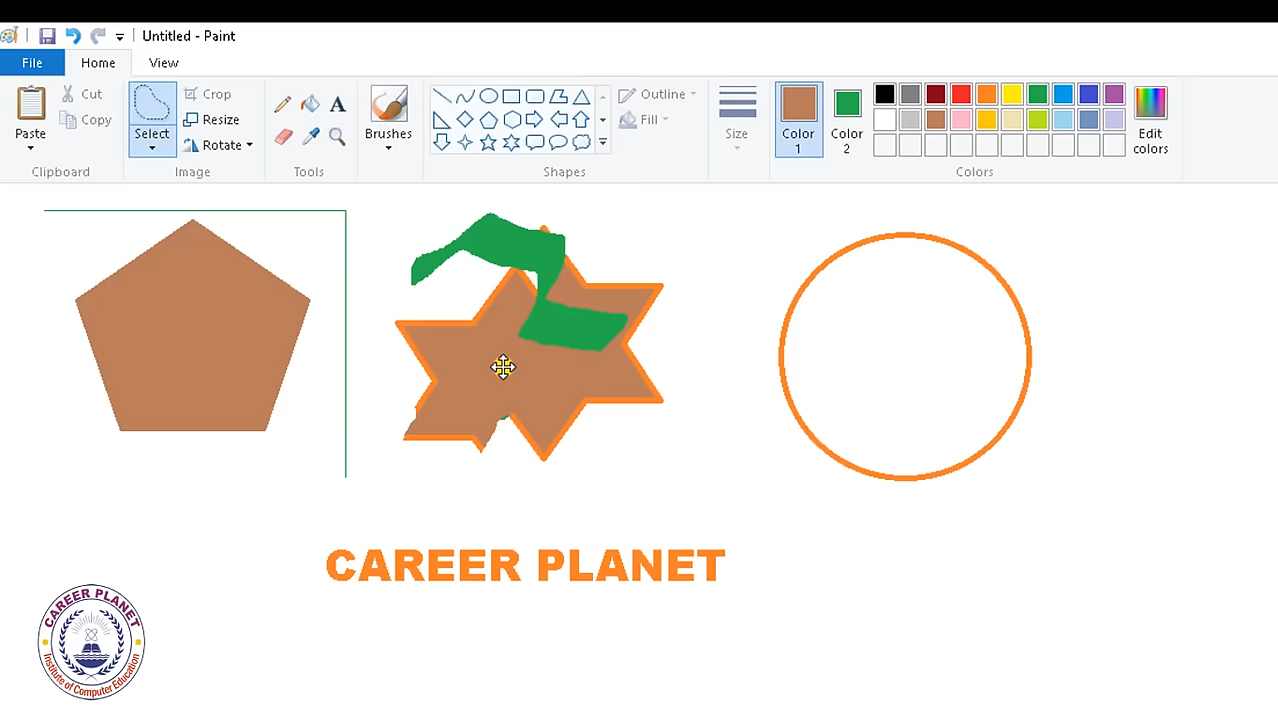 Untitled - Paint
File Home View
Paste Cut Copy Clipboard
Select Crop Resize Rotate Image
A Tools
Brushes
Outline Fill Shapes
Size
Color 1 Color 2 Edit colors Colors
CAREER PLANET
CAREER PLANET
Institute of Computer Education